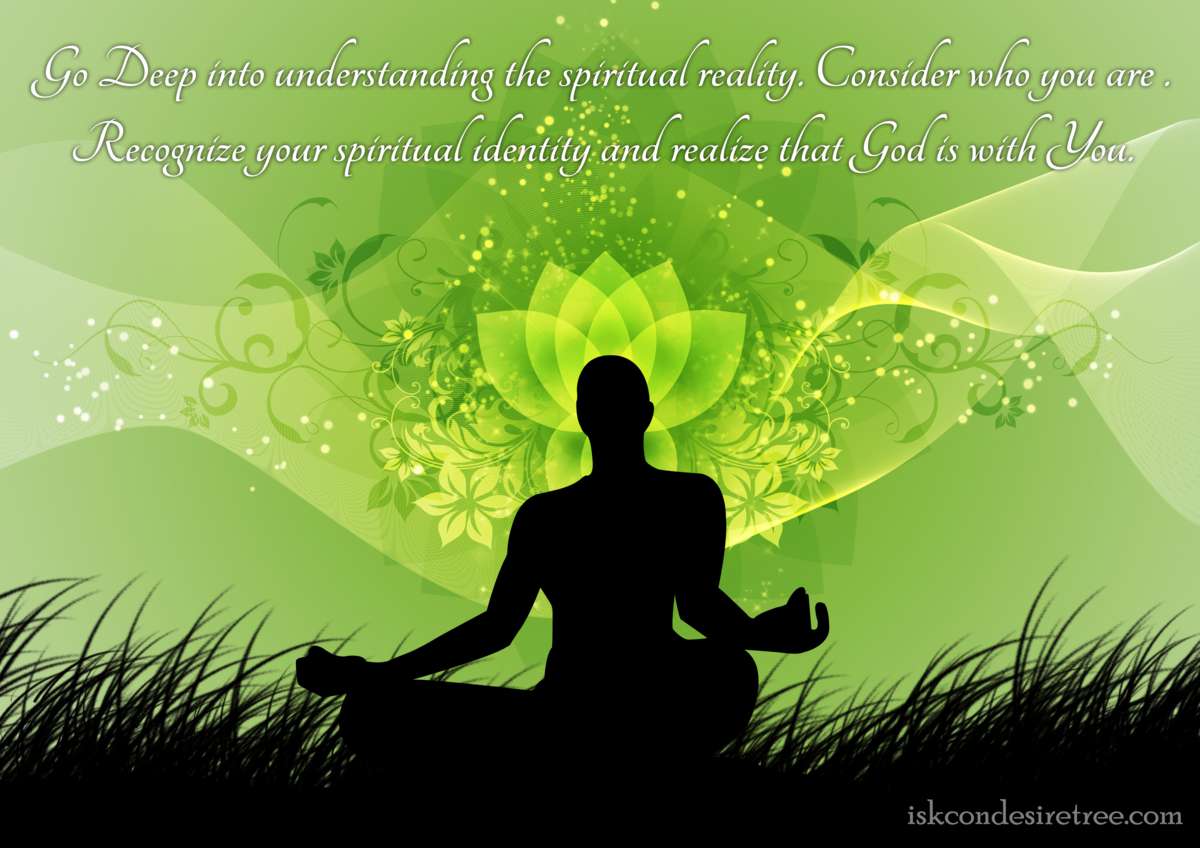 Go Deep into understanding the spiritual reality. Consider who you are .
Recognize your spiritual identity and realize that God is with You.
iskcondesiretree.com